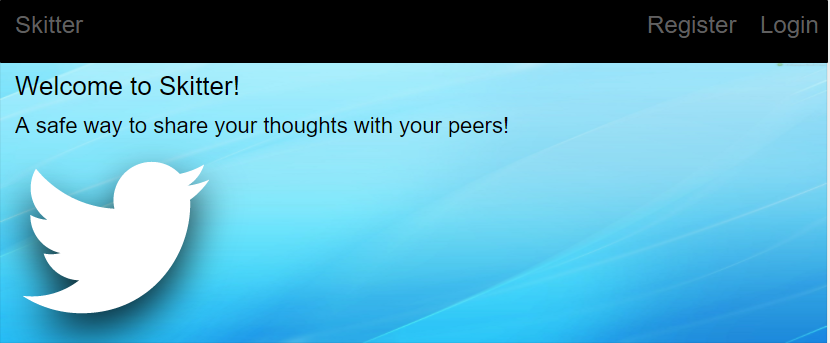 Skitter Register Login
Welcome to Skitter!
A safe way to share your thoughts with your peers!